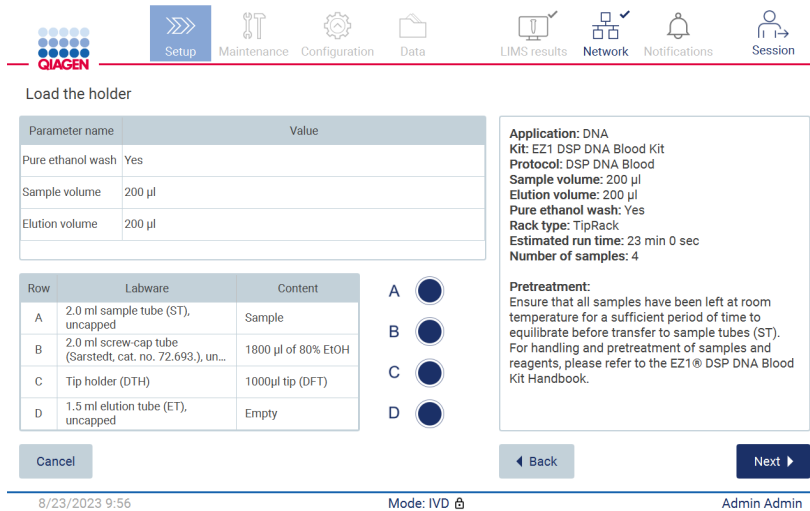 QIAGEN
Setup
Maintenance
Configuration
Data
LIMS results
Network
Notifications
Session
Load the holder
Parameter name Value
Pure ethanol wash Yes
Sample volume 200 µl
Elution volume 200 µl
Row Labware Content
A 2.0 ml sample tube (ST), uncapped Sample
B 2.0 ml screw-cap tube (Sarstedt, cat. no. 72.693.), un... 1800 µl of 80% EtOH
C Tip holder (DTH) 1000µl tip (DFT)
D 1.5 ml elution tube (ET), uncapped Empty
A
B
C
D
Application: DNA
Kit: EZ1 DSP DNA Blood Kit
Protocol: DSP DNA Blood
Sample volume: 200 µl
Elution volume: 200 µl
Pure ethanol wash: Yes
Rack type: TipRack
Estimated run time: 23 min 0 sec
Number of samples: 4
Pretreatment:
Ensure that all samples have been left at room
temperature for a sufficient period of time to
equilibrate before transfer to sample tubes (ST).
For handling and pretreatment of samples and
reagents, please refer to the EZ1® DSP DNA Blood
Kit Handbook.
Cancel
Back
Next
8/23/2023 9:56
Mode: IVD
Admin Admin